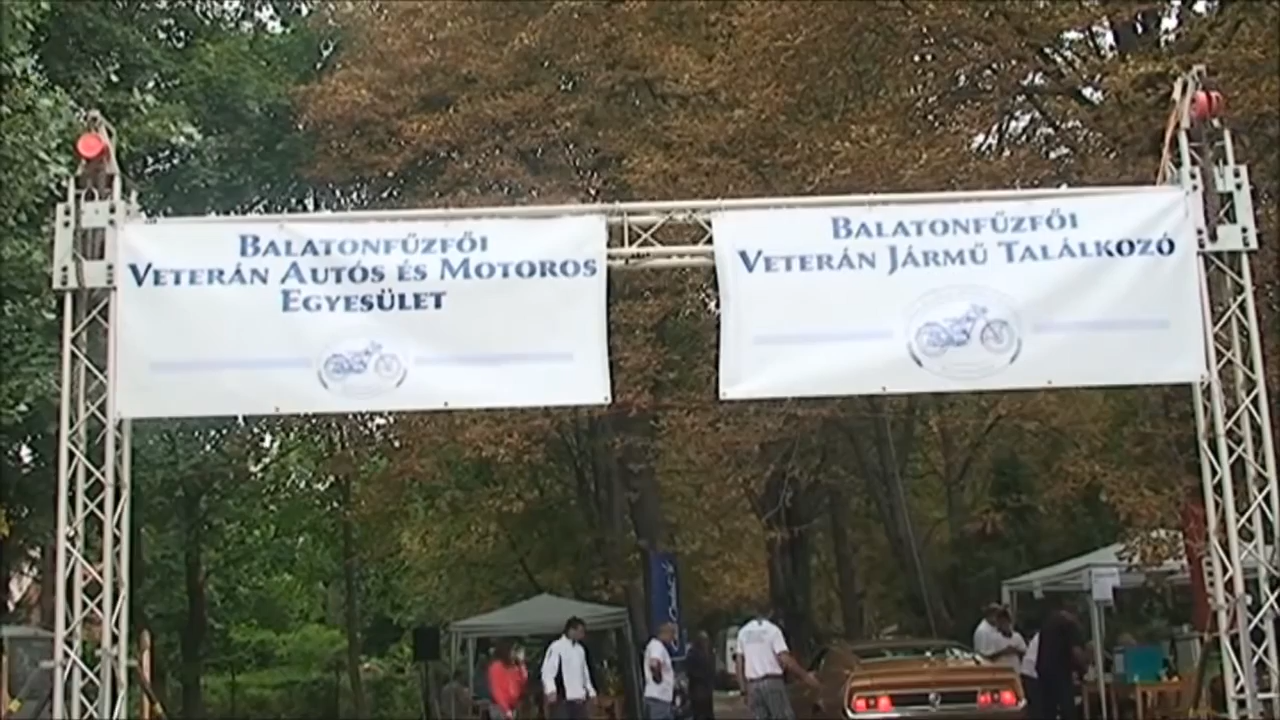 BALATONFŰZFŐI
VETERÁN AUTÓS ÉS MOTOROS
EGYESÜLET
BALATONFŰZFŐI
VETERÁN JÁRMŰ TALÁLKOZÓ